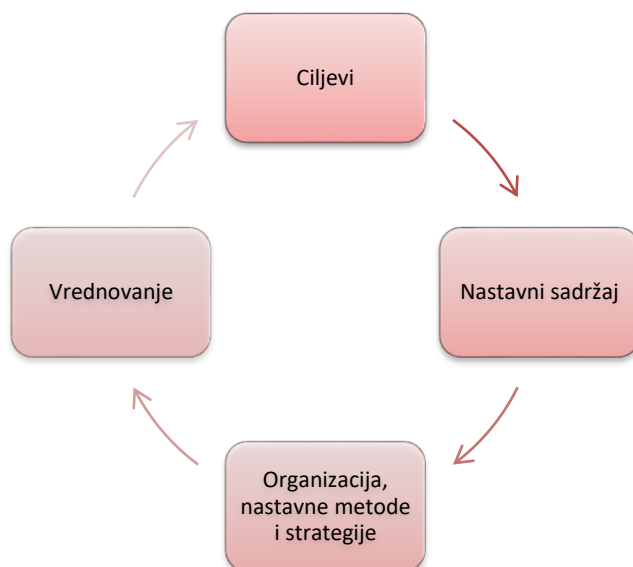 Ciljevi
Nastavni sadržaj
Organizacija,
nastavne metode
i strategije
Vrednovanje